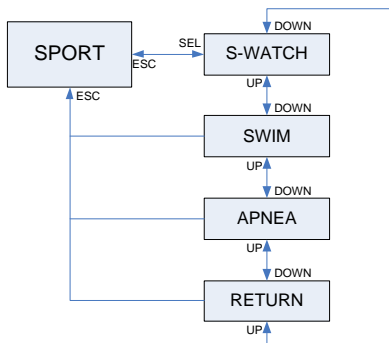 DOWN
SPORT
SEL
S-WATCH
ESC
UP
ESC
DOWN
SWIM
UP
DOWN
APNEA
UP
DOWN
RETURN
UP